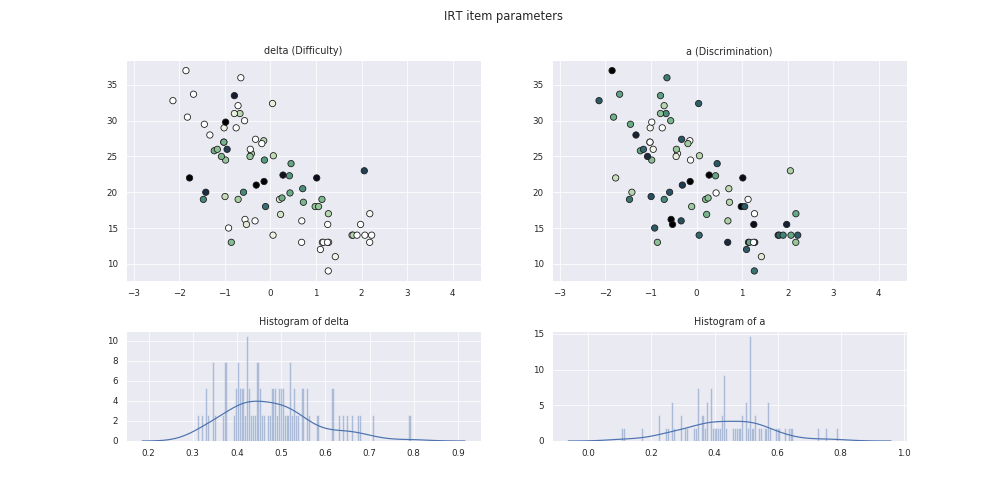 IRT item parameters
delta (Difficulty)
a (Discrimination)
35
30
25
20
15
10
−3 −2 −1 0 1 2 3 4
35
30
25
20
15
10
−3 −2 −1 0 1 2 3 4
Histogram of delta
Histogram of a
10
8
6
4
2
0
0.2 0.3 0.4 0.5 0.6 0.7 0.8 0.9
15
10
5
0
0.0 0.2 0.4 0.6 0.8 1.0